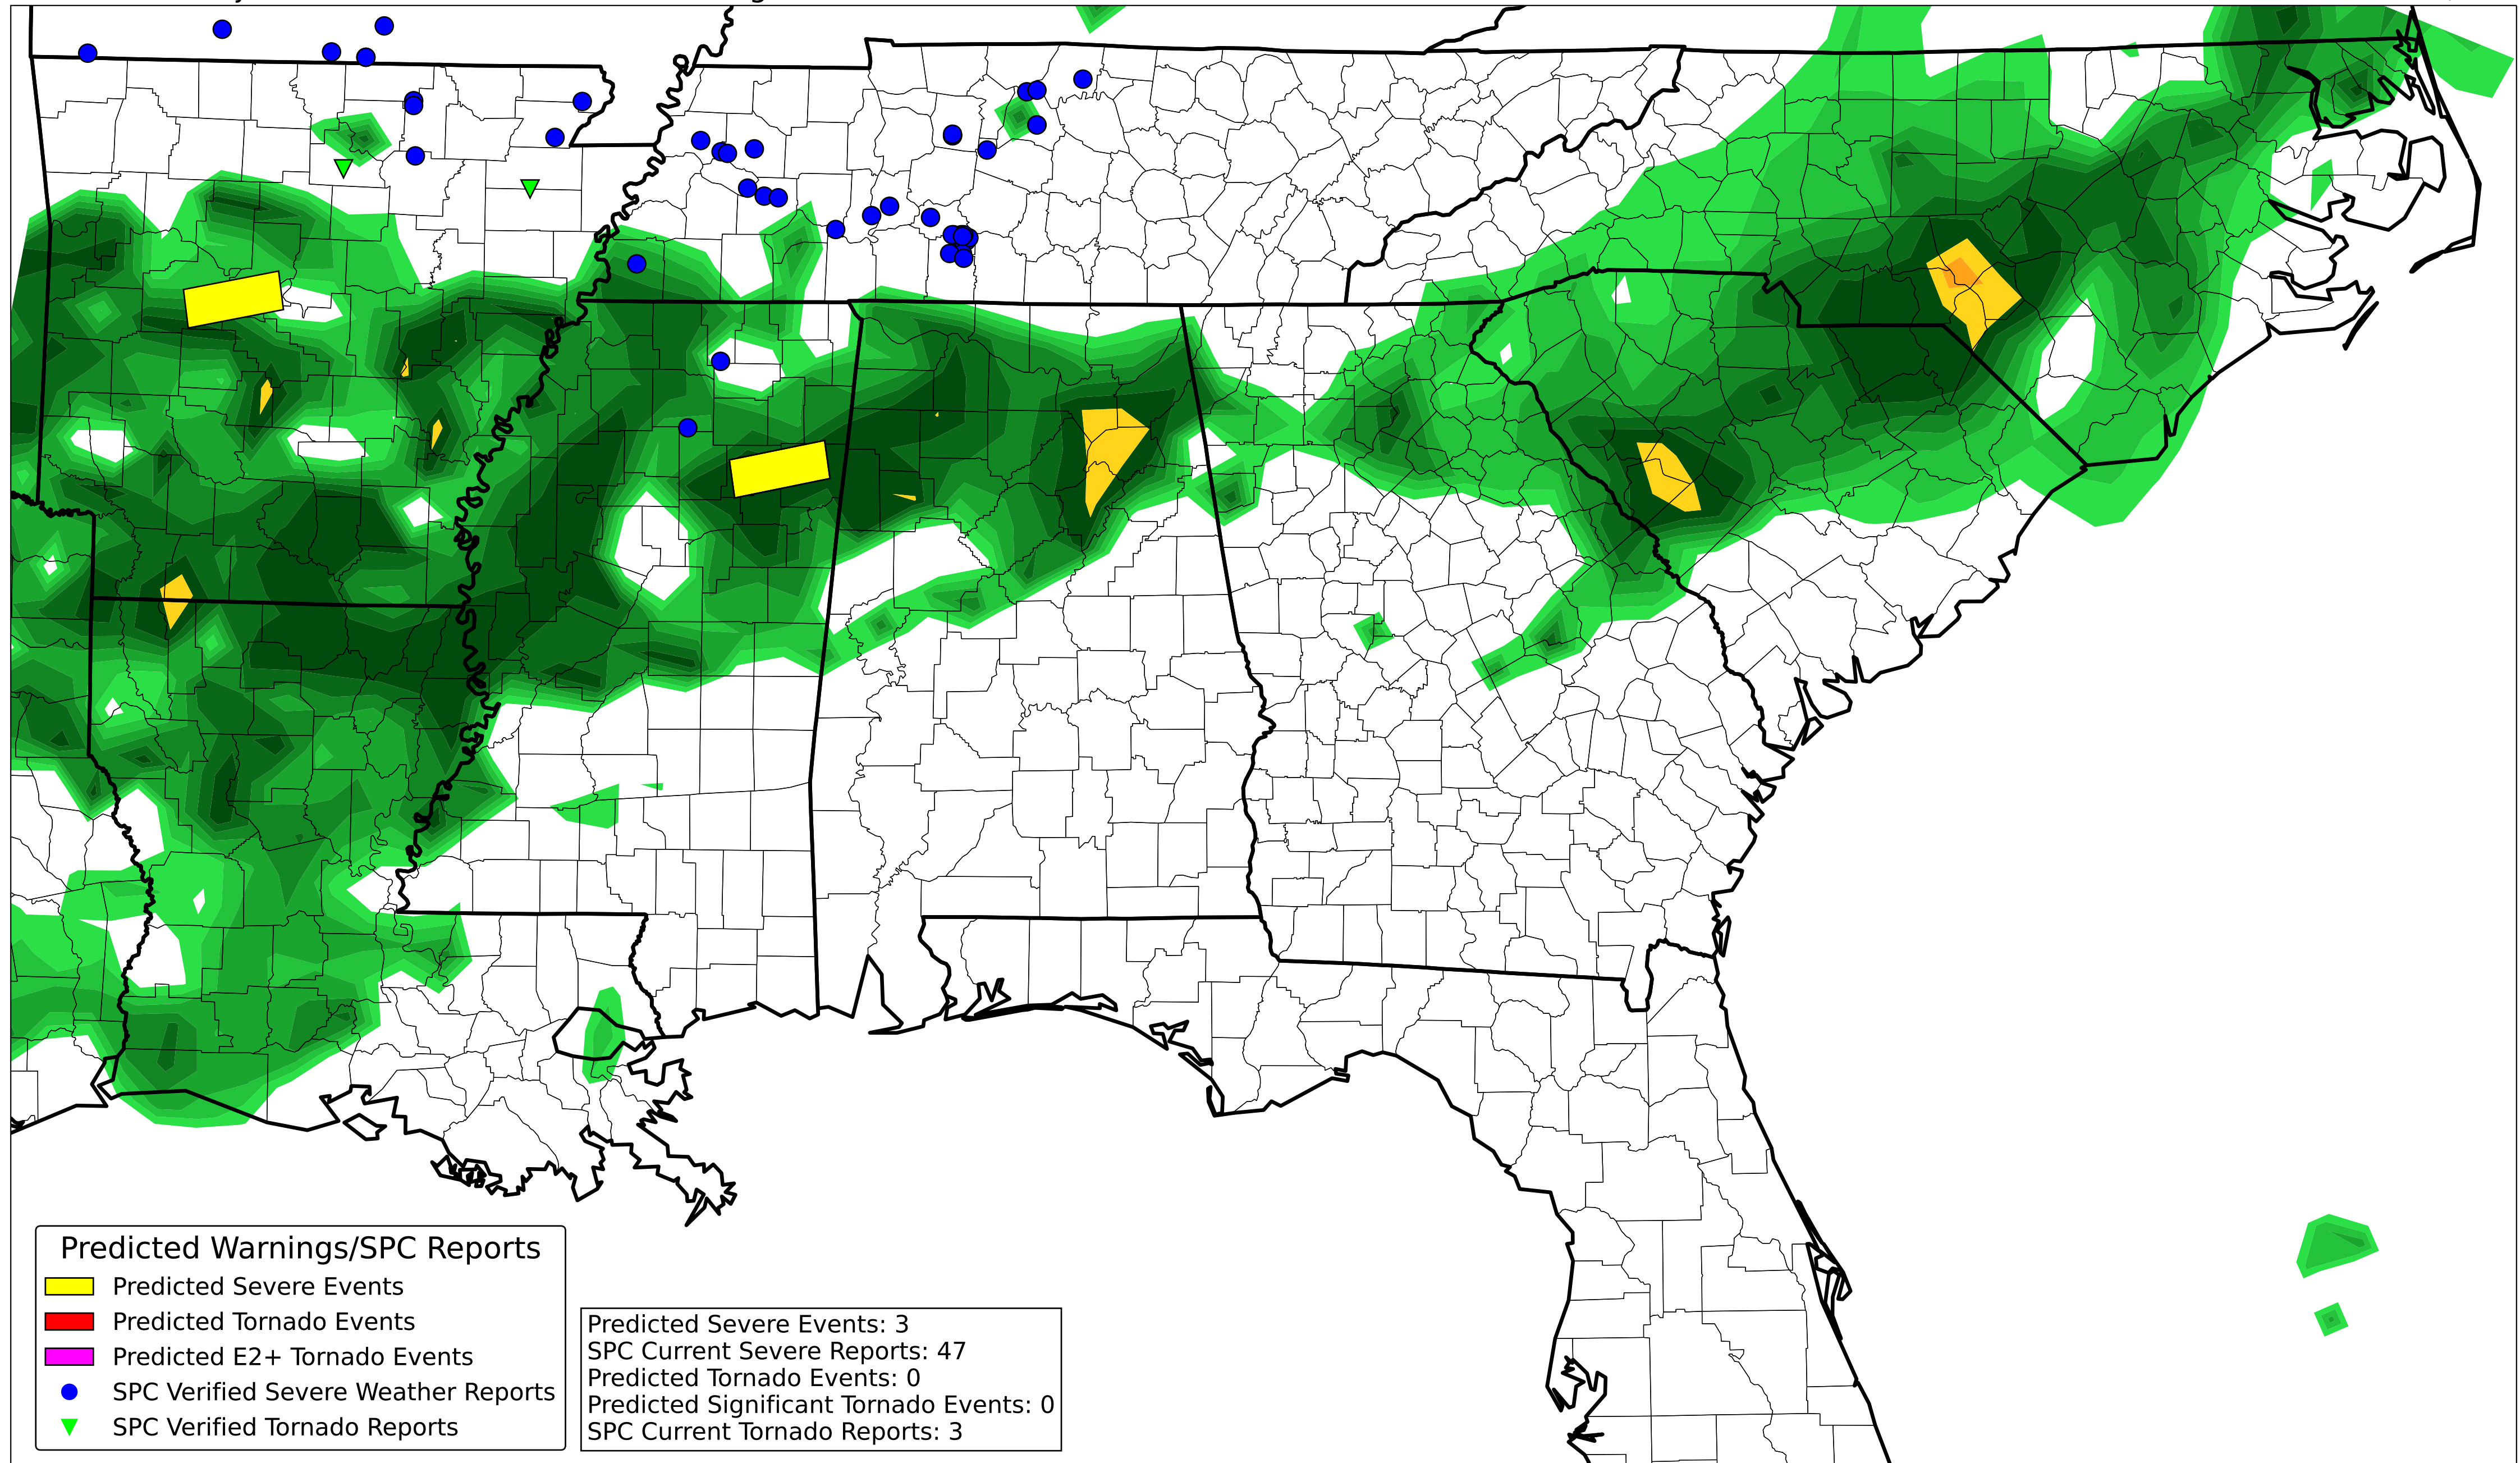 Predicted Warnings/SPC Reports
Predicted Severe Events
Predicted Tornado Events
Predicted E2+ Tornado Events
SPC Verified Severe Weather Reports
SPC Verified Tornado Reports
Predicted Severe Events: 3
SPC Current Severe Reports: 47
Predicted Tornado Events: 0
Predicted Significant Tornado Events: 0
SPC Current Tornado Reports: 3